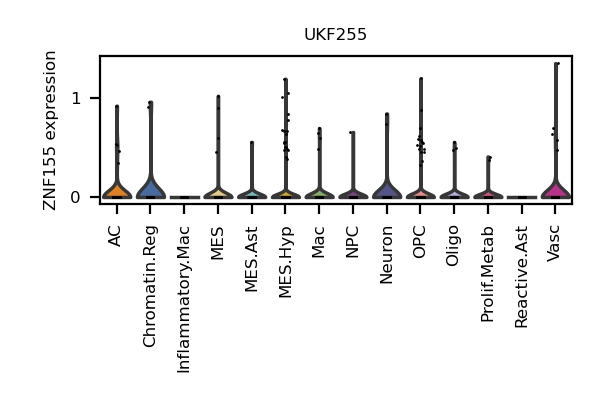 UKF255
ZNF155 expression
1
0
AC
Chromatin.Reg
Inflammatory.Mac
MES
MES.Ast
MES.Hyp
Mac
NPC
Neuron
OPC
Oligo
Prolif.Metab
Reactive.Ast
Vasc